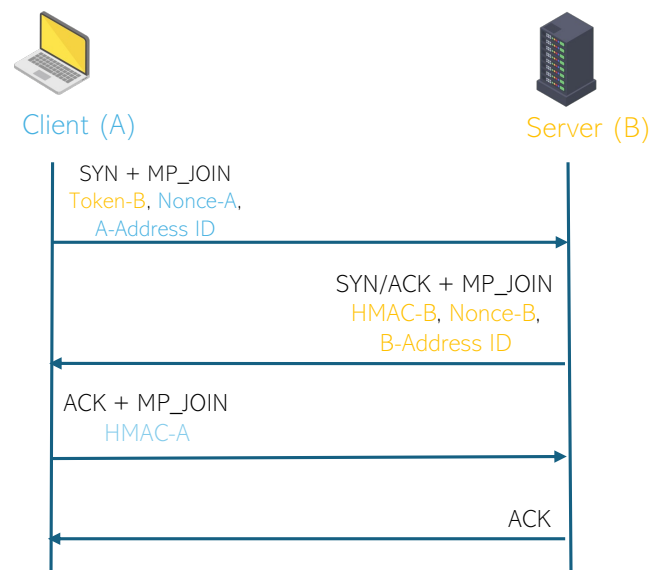 Client (A)
Server (B)
SYN + MP_JOIN
Token-B, Nonce-A,
A-Address ID
SYN/ACK + MP_JOIN
HMAC-B, Nonce-B,
B-Address ID
ACK + MP_JOIN
HMAC-A
ACK